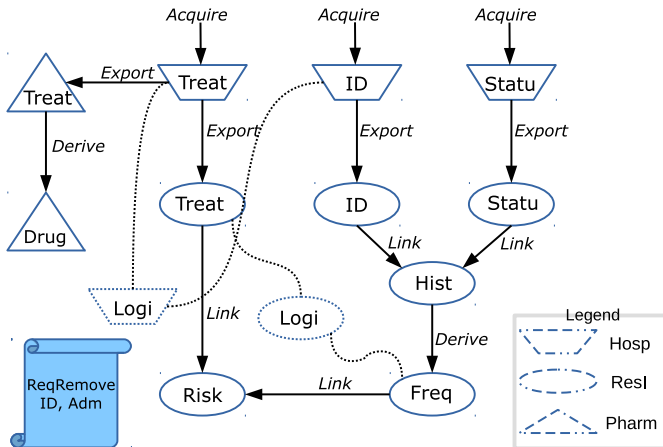 Acquire
Acquire
Acquire
Treat
Export
Treat
ID
Statu
Export
Export
Export
Derive
Drug
Treat
ID
Statu
Link
Link
Hist
Logi
Link
Logi
Derive
Legend
Hosp
ResI
Pharm
ReqRemove
ID, Adm
Risk
Link
Freq